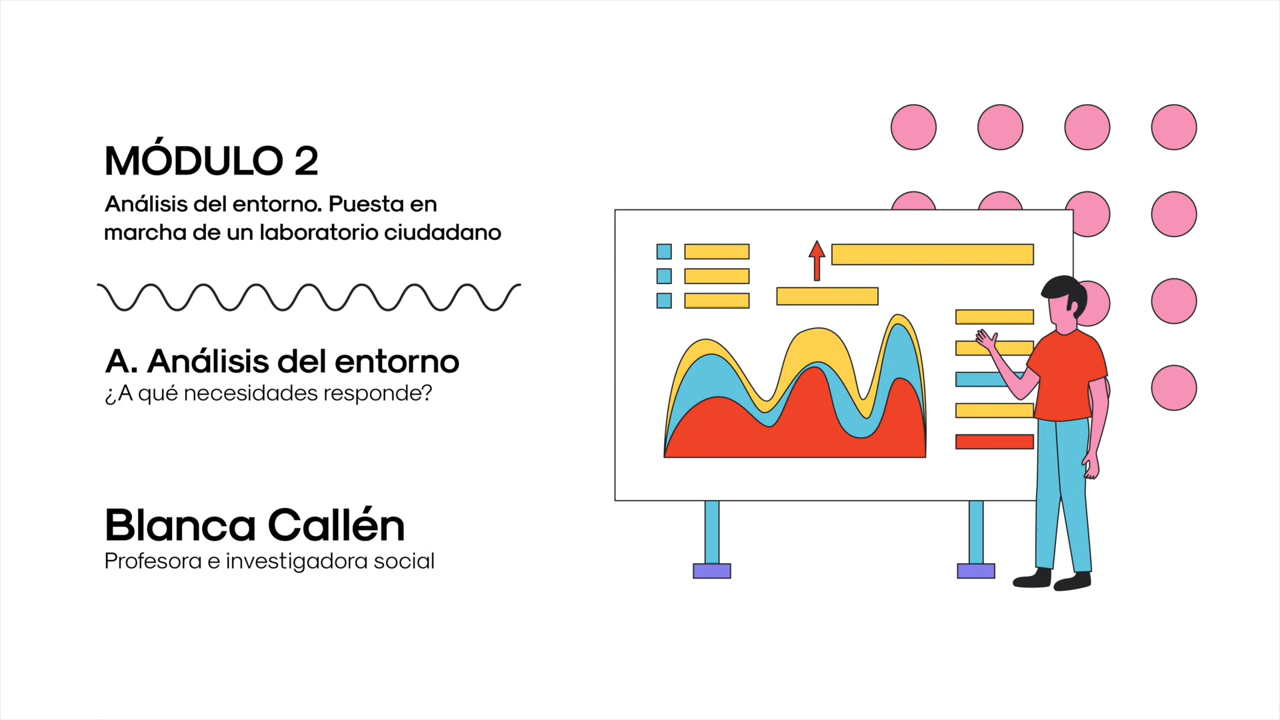 MÓDULO 2
Análisis del entorno. Puesta en
marcha de un laboratorio ciudadano
A. Análisis del entorno
¿A qué necesidades responde?
Blanca Callén
Profesora e investigadora social